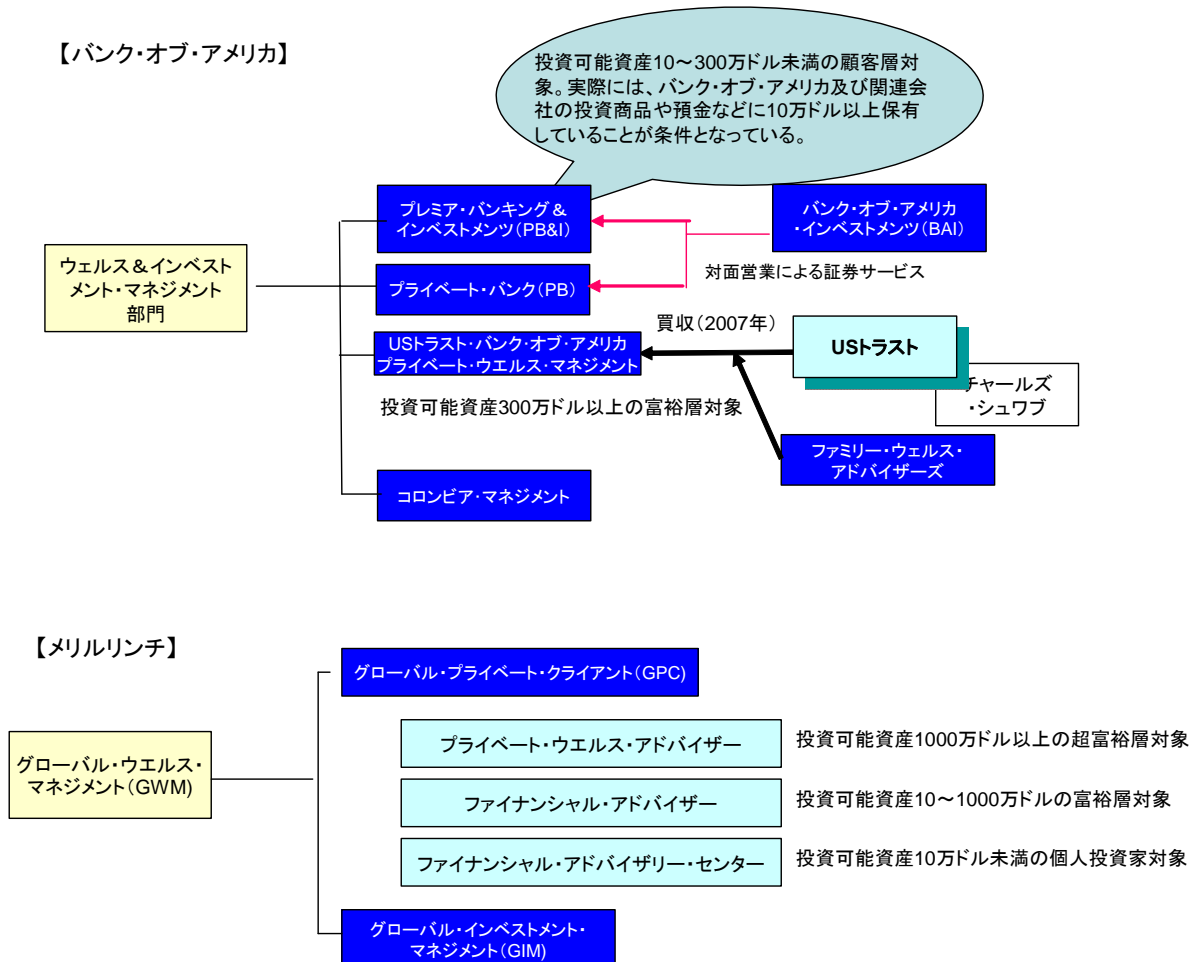 【バンク・オブ・アメリカ】
投資可能資産10～300万ドル未満の顧客層対
象。実際には、バンク・オブ・アメリカ及び関連会
社の投資商品や預金などに10万ドル以上保有
していることが条件となっている。
プレミア・バンキング＆
インベストメンツ（PB&I）
バンク・オブ・アメリカ
・インベストメンツ（BAI）
ウェルス＆インベスト
メント・マネジメント
部門
対面営業による証券サービス
プライベート・バンク（PB）
買収（2007年）
USトラスト・バンク・オブ・アメリカ
プライベート・ウエルス・マネジメント
USトラスト
チャールズ
・シュワブ
投資可能資産300万ドル以上の富裕層対象
ファミリー・ウェルス・
アドバイザーズ
コロンビア・マネジメント
【メリルリンチ】
グローバル・プライベート・クライアント（GPC)
プライベート・ウエルス・アドバイザー
投資可能資産1000万ドル以上の超富裕層対象
グローバル・ウエルス・
マネジメント（GWM)
ファイナンシャル・アドバイザー
投資可能資産10～1000万ドルの富裕層対象
ファイナンシャル・アドバイザリー・センター
投資可能資産10万ドル未満の個人投資家対象
グローバル・インベストメント・
マネジメント(GIM)